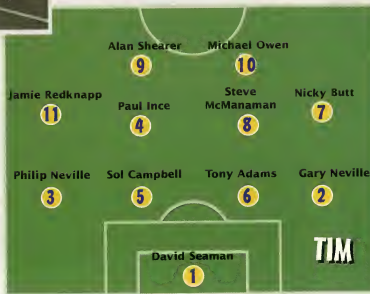 Alan Shearer Michael Owen
9 10
Jamie Redknapp Paul Ince Steve McManaman Nicky Butt
11 4 8 7
Philip Neville Sol Campbell Tony Adams Gary Neville
3 5 6 2
David Seaman
1
TIM